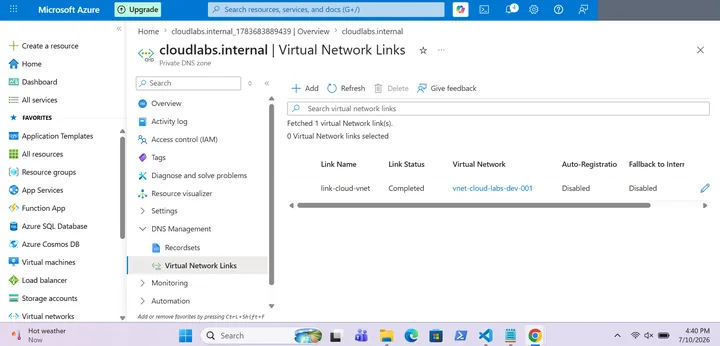 Microsoft Azure
Upgrade
Search resources, services, and docs (G+/)
4
Create a resource
Home
Dashboard
All services
FAVORITES
Application Templates
All resources
Resource groups
App Services
Function App
Azure SQL Database
Azure Cosmos DB
Virtual machines
Load balancer
Storage accounts
Virtual networks
Home > cloudlabs.internal_1783683889439 | Overview > cloudlabs.internal
cloudlabs.internal | Virtual Network Links
Private DNS zone
Search
Overview
Activity log
Access control (IAM)
Tags
Diagnose and solve problems
Resource visualizer
Settings
DNS Management
Recordsets
Virtual Network Links
Monitoring
Automation
Add or remove favorites by pressing Ctrl+Shift+F
Add Refresh Delete Give feedback
Search virtual network links
Fetched 1 virtual Network link(s).
0 Virtual Network links selected
Link Name Link Status Virtual Network Auto-Registratio Fallback to Interr
link-cloud-vnet Completed vnet-cloud-labs-dev-001 Disabled Disabled
Hot weather
Now
Search
4:40 PM
7/10/2026